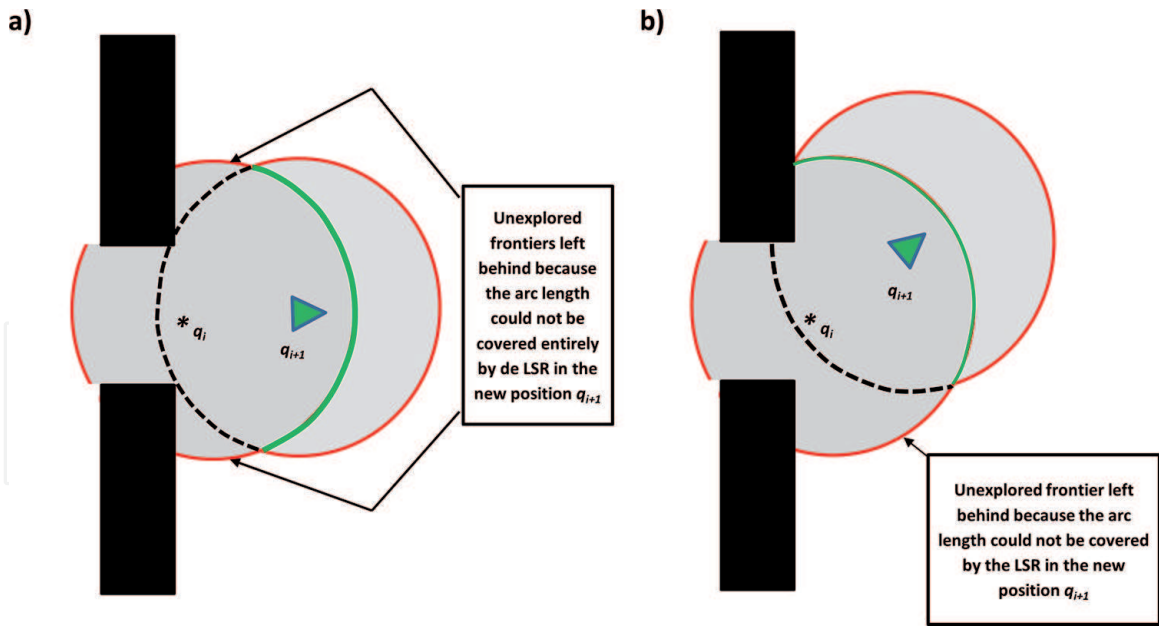 a)
* qi
qi+1
Unexplored
frontiers left
behind because
the arc length
could not be
covered entirely
by de LSR in the
new position qi+1
b)
* qi
qi+1
Unexplored frontier left
behind because the arc
length could not be covered
by the LSR in the new
position qi+1